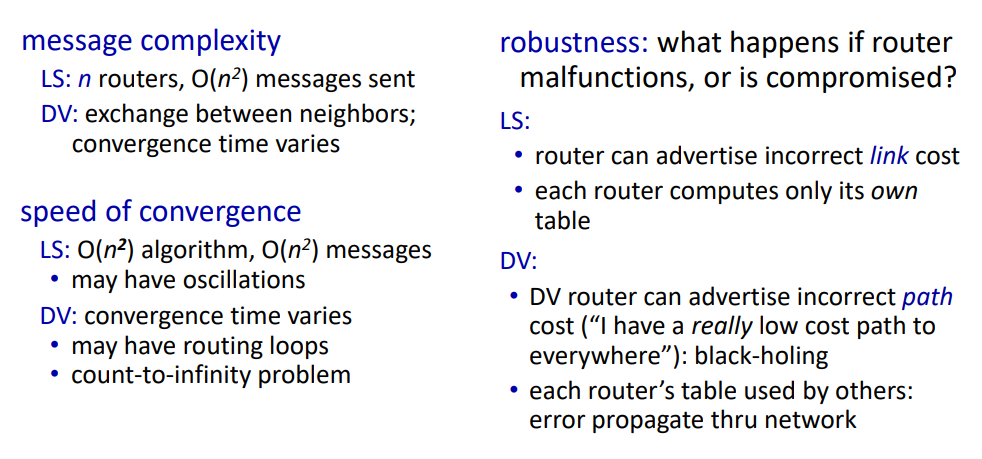 message complexity
LS: n routers, O(n²) messages sent
DV: exchange between neighbors;
convergence time varies
speed of convergence
LS: O(n²) algorithm, O(n²) messages
• may have oscillations
DV: convergence time varies
• may have routing loops
• count-to-infinity problem
robustness: what happens if router
malfunctions, or is compromised?
LS:
• router can advertise incorrect link cost
• each router computes only its own
table
DV:
• DV router can advertise incorrect path
cost (“I have a really low cost path to
everywhere”): black-holing
• each router’s table used by others:
error propagate thru network